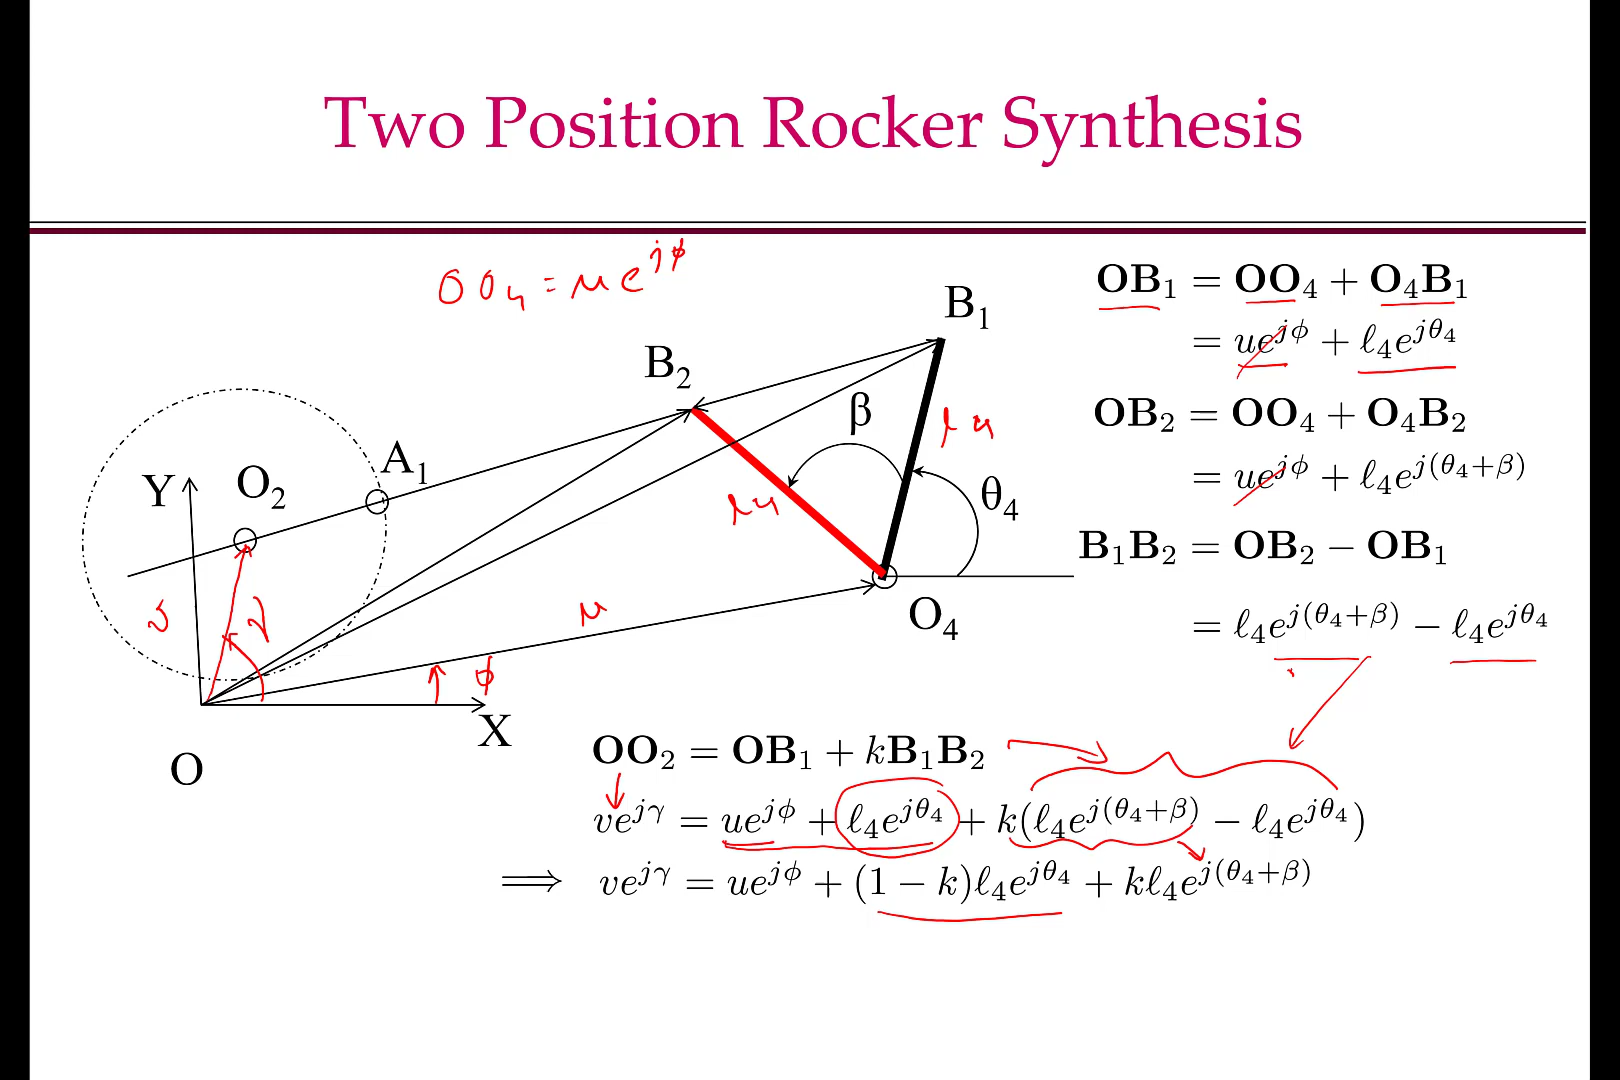 Two Position Rocker Synthesis
OO₄ = ue^{jφ}
OB₁ = OO₄ + O₄B₁
= ue^{jφ} + ℓ₄e^{jθ₄}
OB₂ = OO₄ + O₄B₂
= ue^{jφ} + ℓ₄e^{j(θ₄+β)}
B₁B₂ = OB₂ − OB₁
= ℓ₄e^{j(θ₄+β)} − ℓ₄e^{jθ₄}
B₁
B₂
β
ℓ₄
A₁
Y
O₂
θ₄
ℓ₄
O₄
v
γ
u
φ
X
O
OO₂ = OB₁ + kB₁B₂
ve^{jγ} = ue^{jφ} + ℓ₄e^{jθ₄} + k(ℓ₄e^{j(θ₄+β)} − ℓ₄e^{jθ₄})
⟹ ve^{jγ} = ue^{jφ} + (1 − k)ℓ₄e^{jθ₄} + kℓ₄e^{j(θ₄+β)}